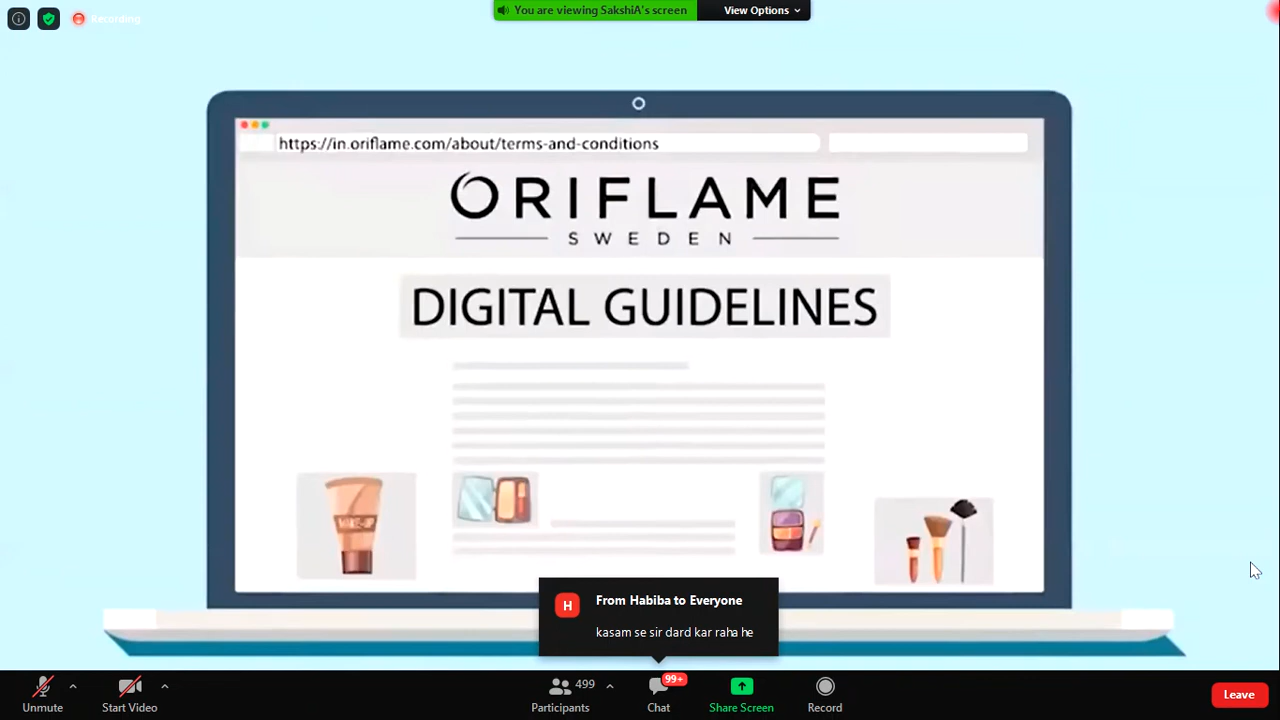 Recording
You are viewing SakshiA's screen
View Options
https://in.oriflame.com/about/terms-and-conditions
ORIFLAME
SWEDEN
DIGITAL GUIDELINES
H
From Habiba to Everyone
kasam se sir dard kar raha he
Unmute
Start Video
499
Participants
99+
Chat
Share Screen
Record
Leave